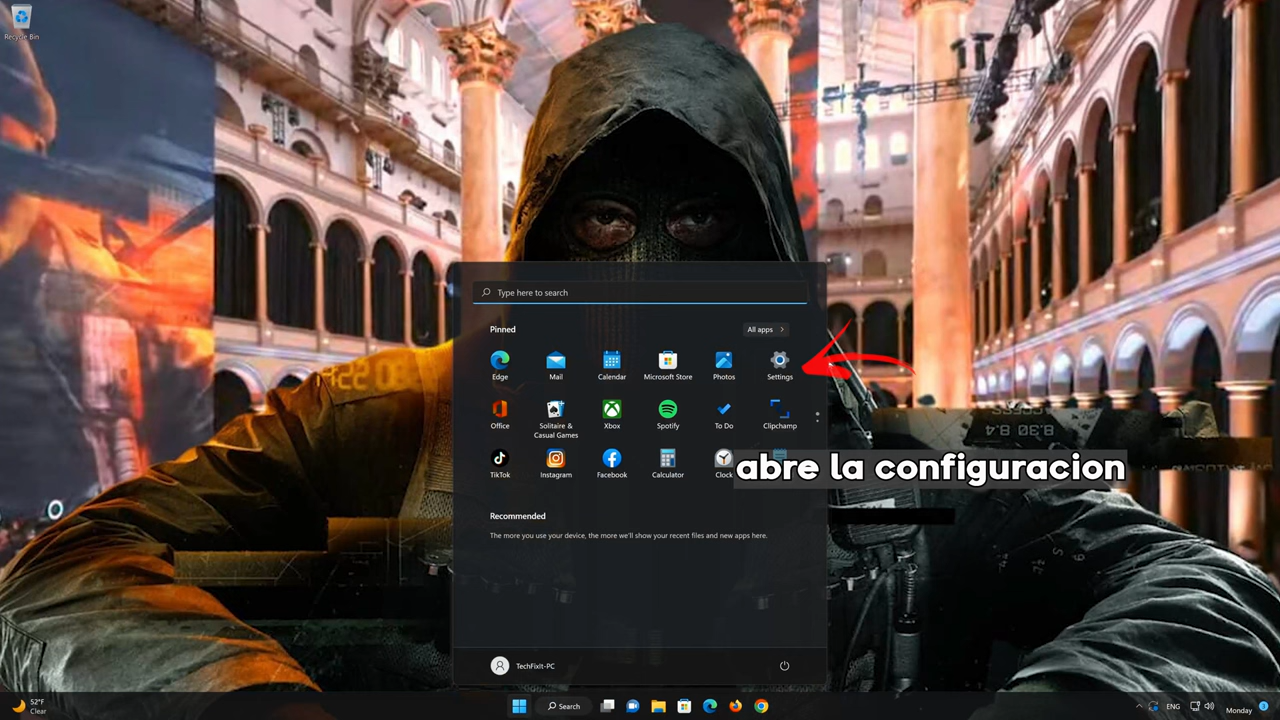 Recycle Bin
Type here to search
Pinned
All apps
Edge
Mail
Calendar
Microsoft Store
Photos
Settings
Office
Solitaire &
Casual Games
Xbox
Spotify
To Do
Clipchamp
TikTok
Instagram
Facebook
Calculator
Clock
abre la configuracion
Recommended
The more you use your device, the more we'll show your recent files and new apps here.
TechFixIt-PC
52°F
Clear
Search
ENG
Monday
3